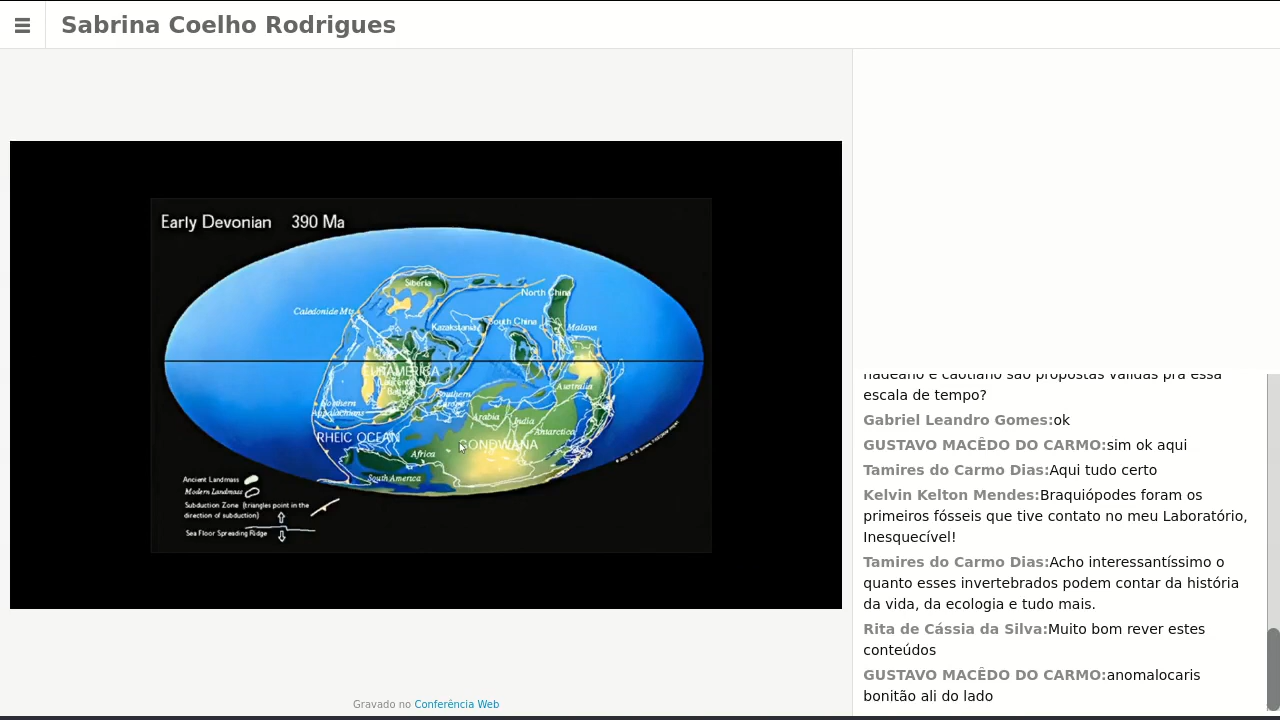 Sabrina Coelho Rodrigues
Early Devonian 390 Ma
Siberia
North China
Caledonide Mts
Kazakstania
South China
Malaya
EURAMERICA
Australia
Southern
Northern
Appalachians
Arabia
India
Antarctica
RHEIC OCEAN
GONDWANA
Africa
South America
Ancient Landmass
Modern Landmass
Subduction Zone (triangles point in the
direction of subduction)
Sea Floor Spreading Ridge
Gravado no Conferência Web
hadeano e caotiano são propostas válidas pra essa
escala de tempo?
Gabriel Leandro Gomes:ok
GUSTAVO MACÊDO DO CARMO:sim ok aqui
Tamires do Carmo Dias:Aqui tudo certo
Kelvin Kelton Mendes:Braquiópodes foram os
primeiros fósseis que tive contato no meu Laboratório,
Inesquecível!
Tamires do Carmo Dias:Acho interessantíssimo o
quanto esses invertebrados podem contar da história
da vida, da ecologia e tudo mais.
Rita de Cássia da Silva:Muito bom rever estes
conteúdos
GUSTAVO MACÊDO DO CARMO:anomalocaris
bonitão ali do lado